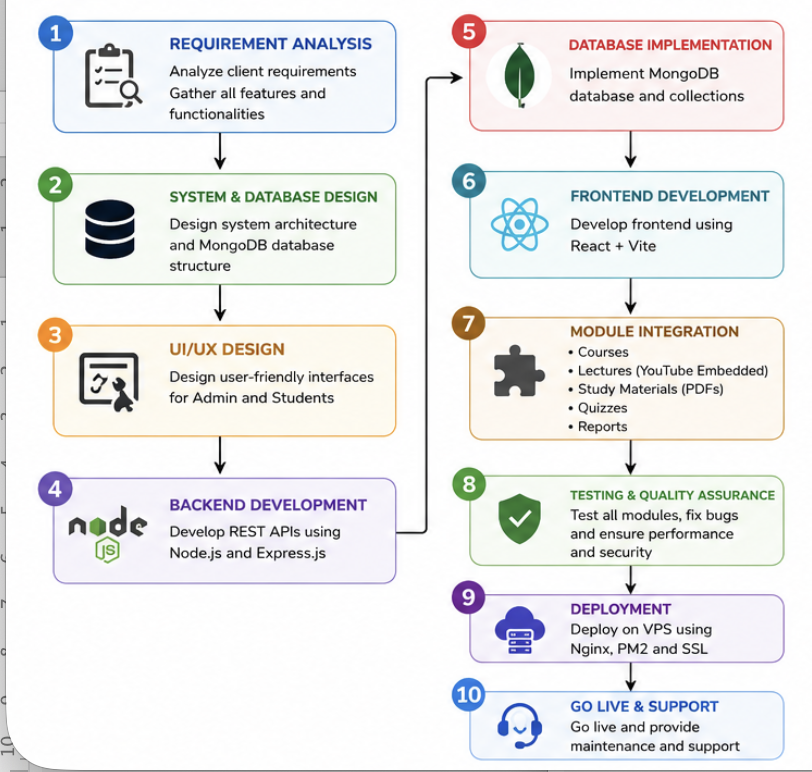 1
REQUIREMENT ANALYSIS
Analyze client requirements
Gather all features and
functionalities
2
SYSTEM & DATABASE DESIGN
Design system architecture
and MongoDB database
structure
3
UI/UX DESIGN
Design user-friendly interfaces
for Admin and Students
4
node
JS
BACKEND DEVELOPMENT
Develop REST APIs using
Node.js and Express.js
5
DATABASE IMPLEMENTATION
Implement MongoDB
database and collections
6
FRONTEND DEVELOPMENT
Develop frontend using
React + Vite
7
MODULE INTEGRATION
• Courses
• Lectures (YouTube Embedded)
• Study Materials (PDFs)
• Quizzes
• Reports
8
TESTING & QUALITY ASSURANCE
Test all modules, fix bugs
and ensure performance
and security
9
DEPLOYMENT
Deploy on VPS using
Nginx, PM2 and SSL
10
GO LIVE & SUPPORT
Go live and provide
maintenance and support